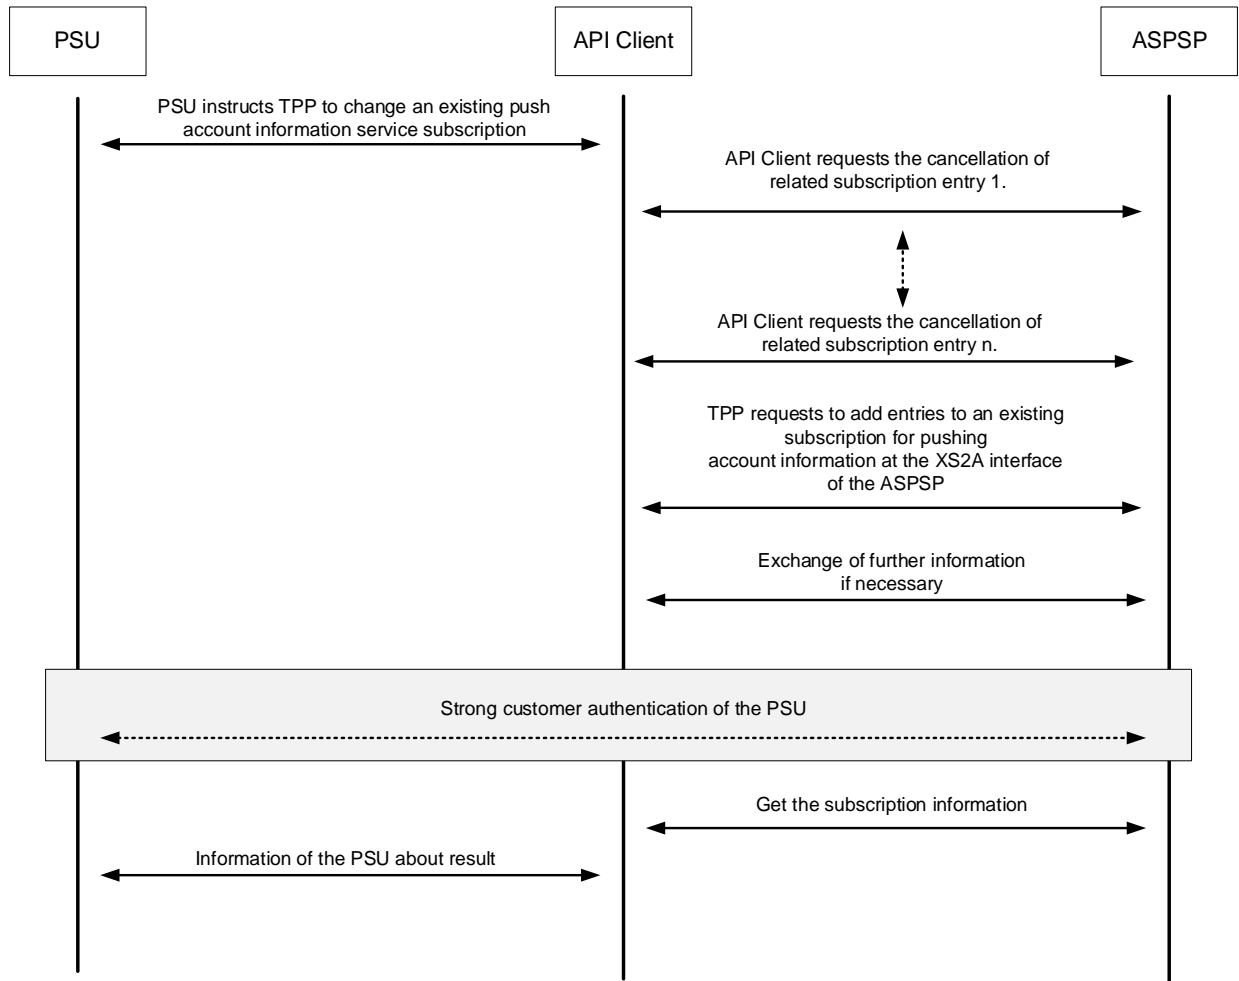 PSU
API Client
ASPSP
PSU instructs TPP to change an existing push
account information service subscription
API Client requests the cancellation of
related subscription entry 1.
API Client requests the cancellation of
related subscription entry n.
TPP requests to add entries to an existing
subscription for pushing
account information at the XS2A interface
of the ASPSP
Exchange of further information
if necessary
Strong customer authentication of the PSU
Get the subscription information
Information of the PSU about result